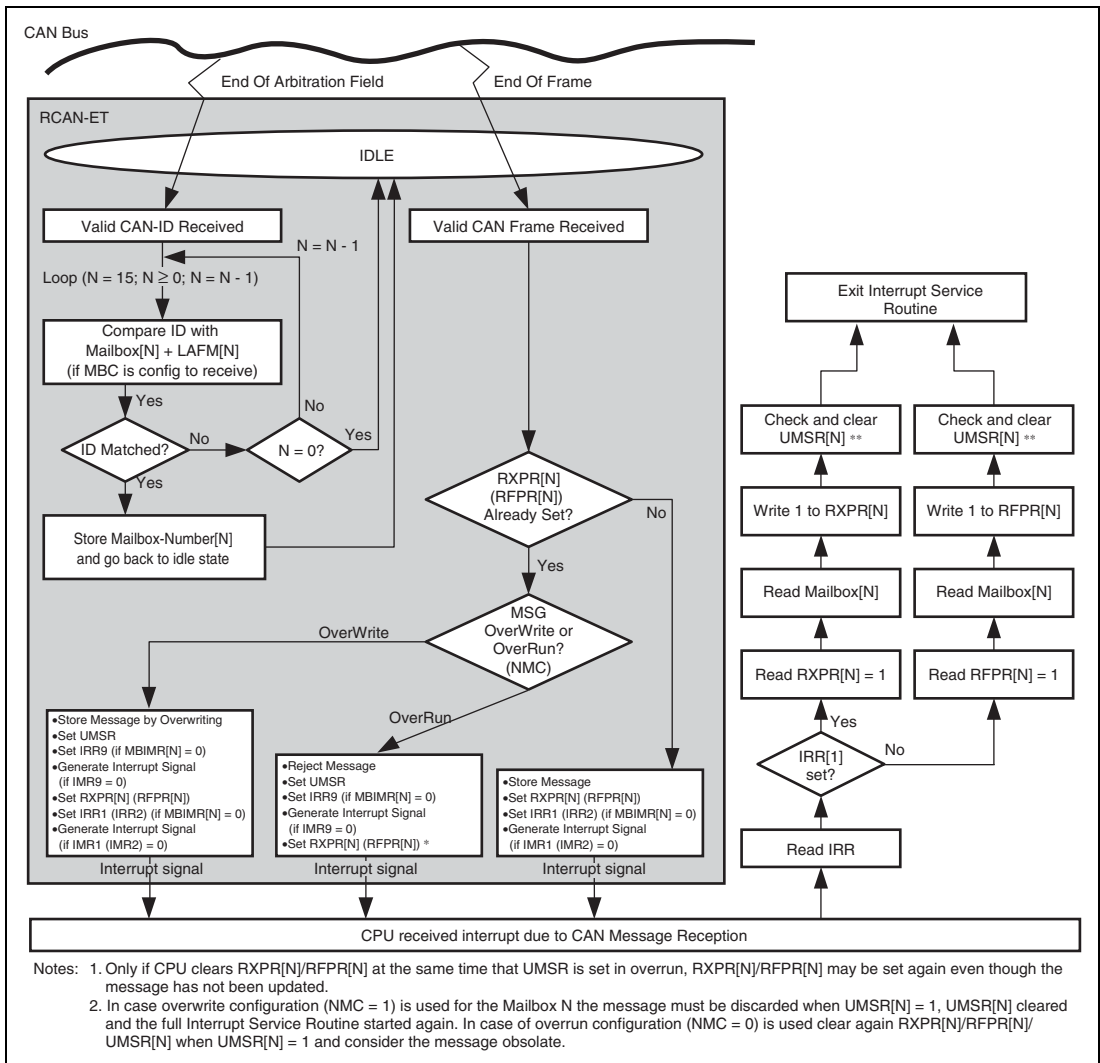 CAN Bus
End Of Arbitration Field
End Of Frame
RCAN-ET
IDLE
Valid CAN-ID Received
Valid CAN Frame Received
N = N - 1
Loop (N = 15; N ≥ 0; N = N - 1)
Compare ID with
Mailbox[N] + LAFM[N]
(if MBC is config to receive)
Yes
ID Matched?
No
N = 0?
No
Yes
Yes
Store Mailbox-Number[N]
and go back to idle state
RXPR[N]
(RFPR[N])
Already Set?
No
Yes
MSG
OverWrite or
OverRun?
(NMC)
OverWrite
OverRun
•Store Message by Overwriting
•Set UMSR
•Set IRR9 (if MBIMR[N] = 0)
•Generate Interrupt Signal
(if IMR9 = 0)
•Set RXPR[N] (RFPR[N])
•Set IRR1 (IRR2) (if MBIMR[N] = 0)
•Generate Interrupt Signal
(if IMR1 (IMR2) = 0)
•Reject Message
•Set UMSR
•Set IRR9 (if MBIMR[N] = 0)
•Generate Interrupt Signal
(if IMR9 = 0)
•Set RXPR[N] (RFPR[N]) *
•Store Message
•Set RXPR[N] (RFPR[N])
•Set IRR1 (IRR2) (if MBIMR[N] = 0)
•Generate Interrupt Signal
(if IMR1 (IMR2) = 0)
Interrupt signal
Interrupt signal
Interrupt signal
Exit Interrupt Service
Routine
Check and clear
UMSR[N] **
Check and clear
UMSR[N] **
Write 1 to RXPR[N]
Write 1 to RFPR[N]
Read Mailbox[N]
Read Mailbox[N]
Read RXPR[N] = 1
Read RFPR[N] = 1
Yes
IRR[1]
set?
No
Read IRR
CPU received interrupt due to CAN Message Reception
Notes: 1. Only if CPU clears RXPR[N]/RFPR[N] at the same time that UMSR is set in overrun, RXPR[N]/RFPR[N] may be set again even though the
message has not been updated.
2. In case overwrite configuration (NMC = 1) is used for the Mailbox N the message must be discarded when UMSR[N] = 1, UMSR[N] cleared
and the full Interrupt Service Routine started again. In case of overrun configuration (NMC = 0) is used clear again RXPR[N]/RFPR[N]/
UMSR[N] when UMSR[N] = 1 and consider the message obsolate.